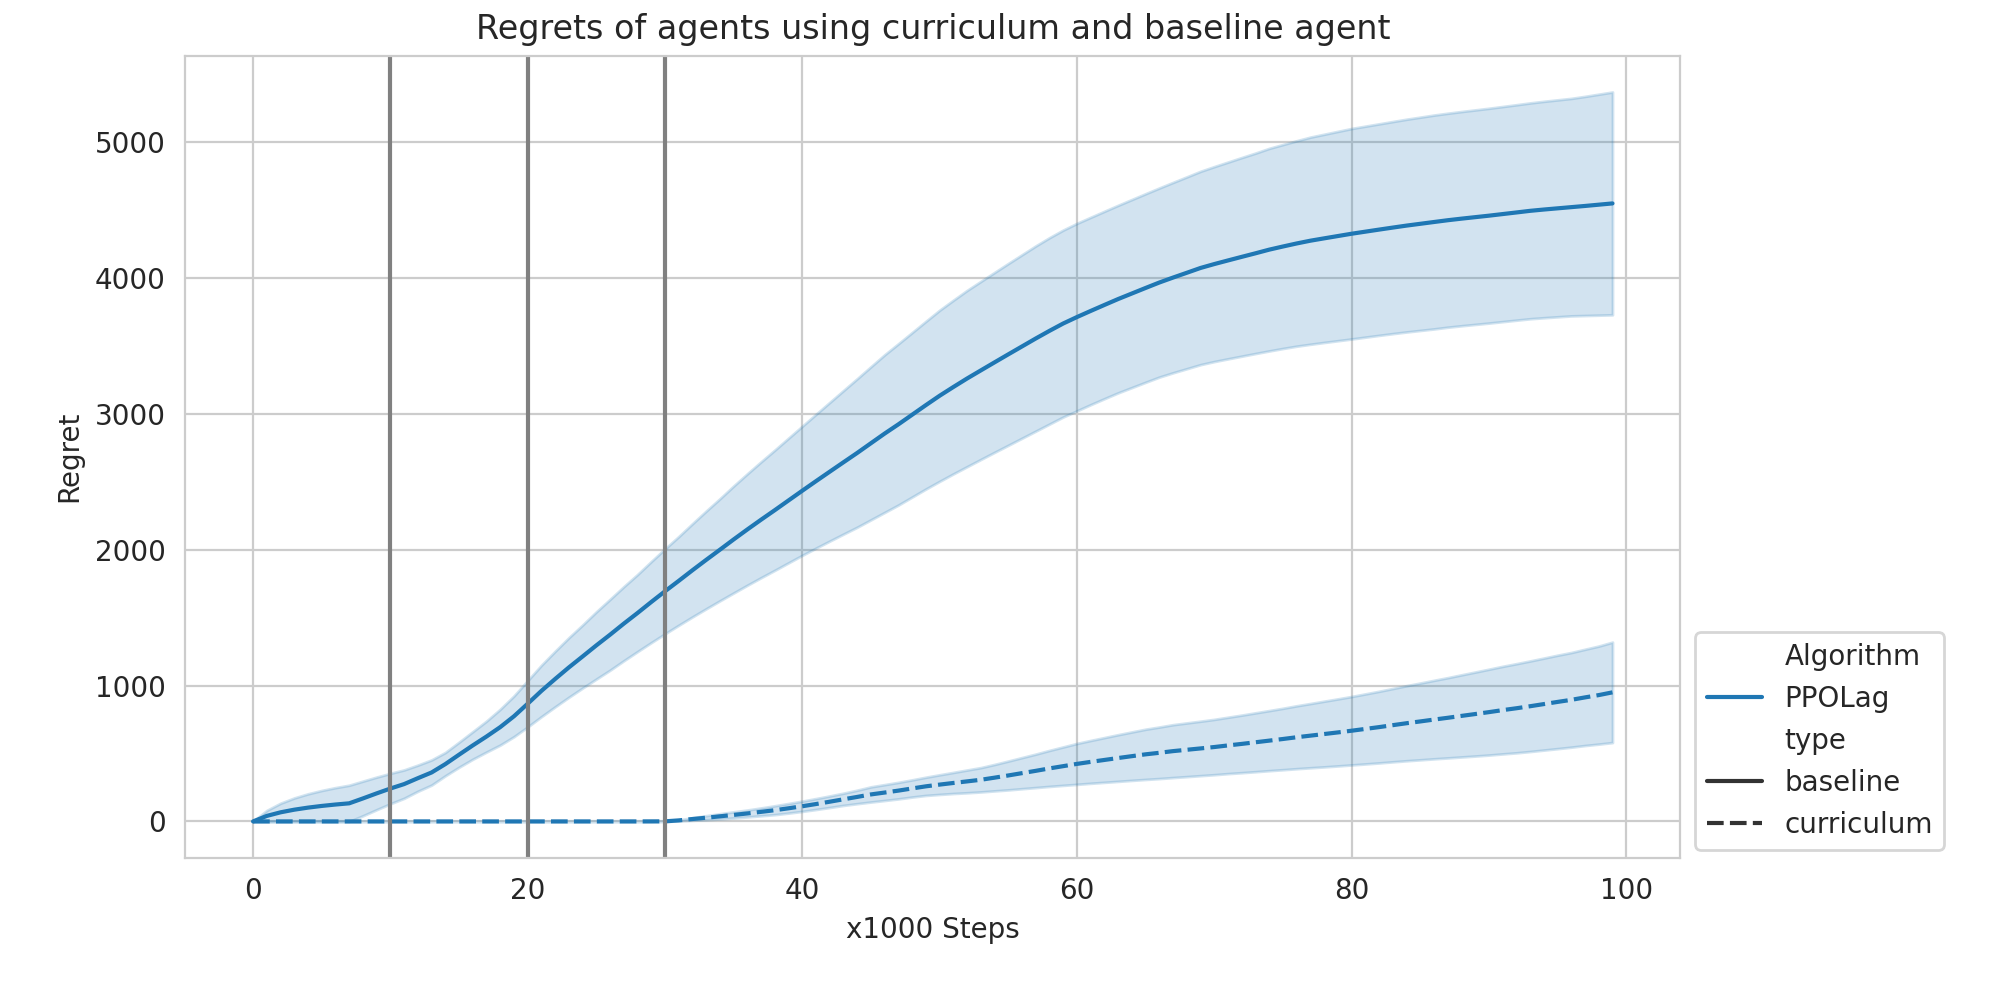 Regrets of agents using curriculum and baseline agent
5000
4000
3000
2000
1000
0
Regret
0 20 40 60 80 100
x1000 Steps
Algorithm
PPOLag
type
baseline
curriculum